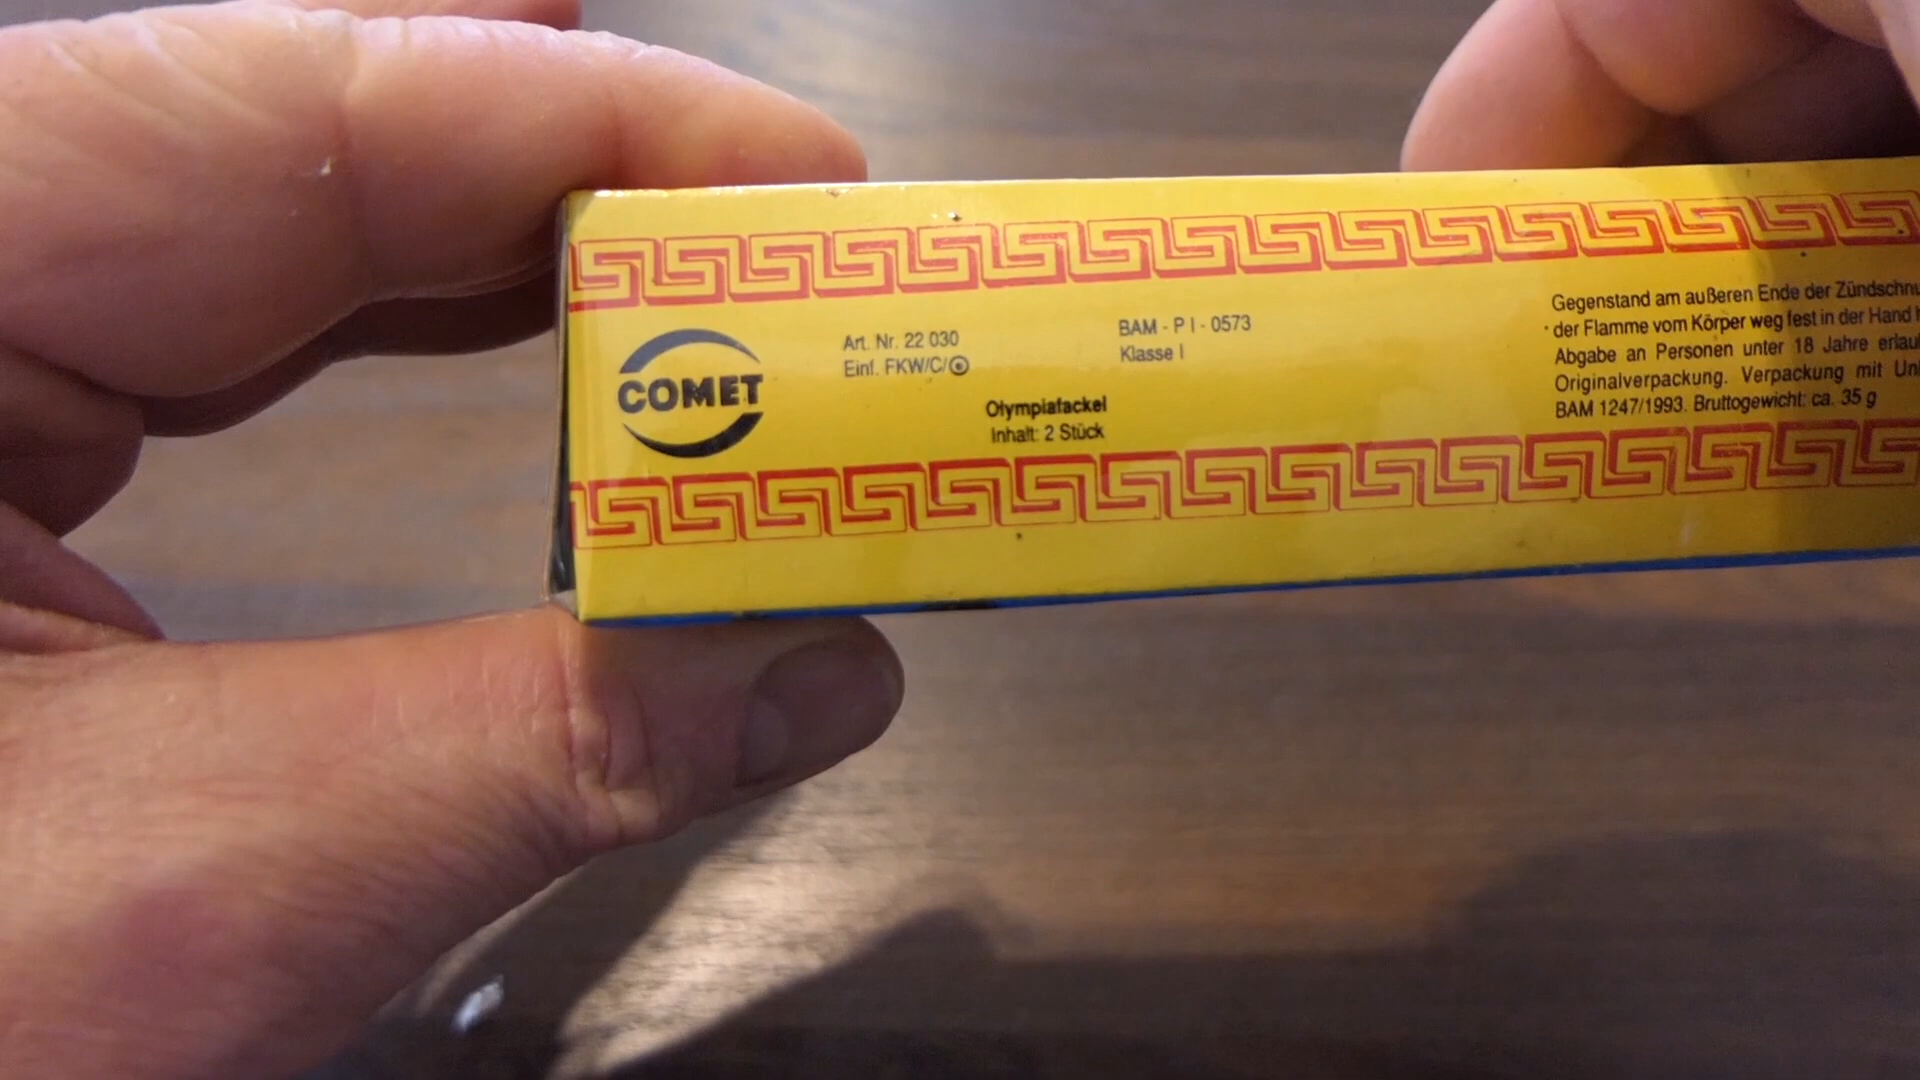 COMET
Art. Nr. 22 030
Einf. FKW/C/
BAM - P I - 0573
Klasse I
Olympiafackel
Inhalt: 2 Stück
Gegenstand am äußeren Ende der
der Flamme vom Körper weg fest in der Hand
Abgabe an Personen unter 18 Jahre
Originalverpackung. Verpackung mit
BAM 1247/1993. Bruttogewicht: ca. 35 g